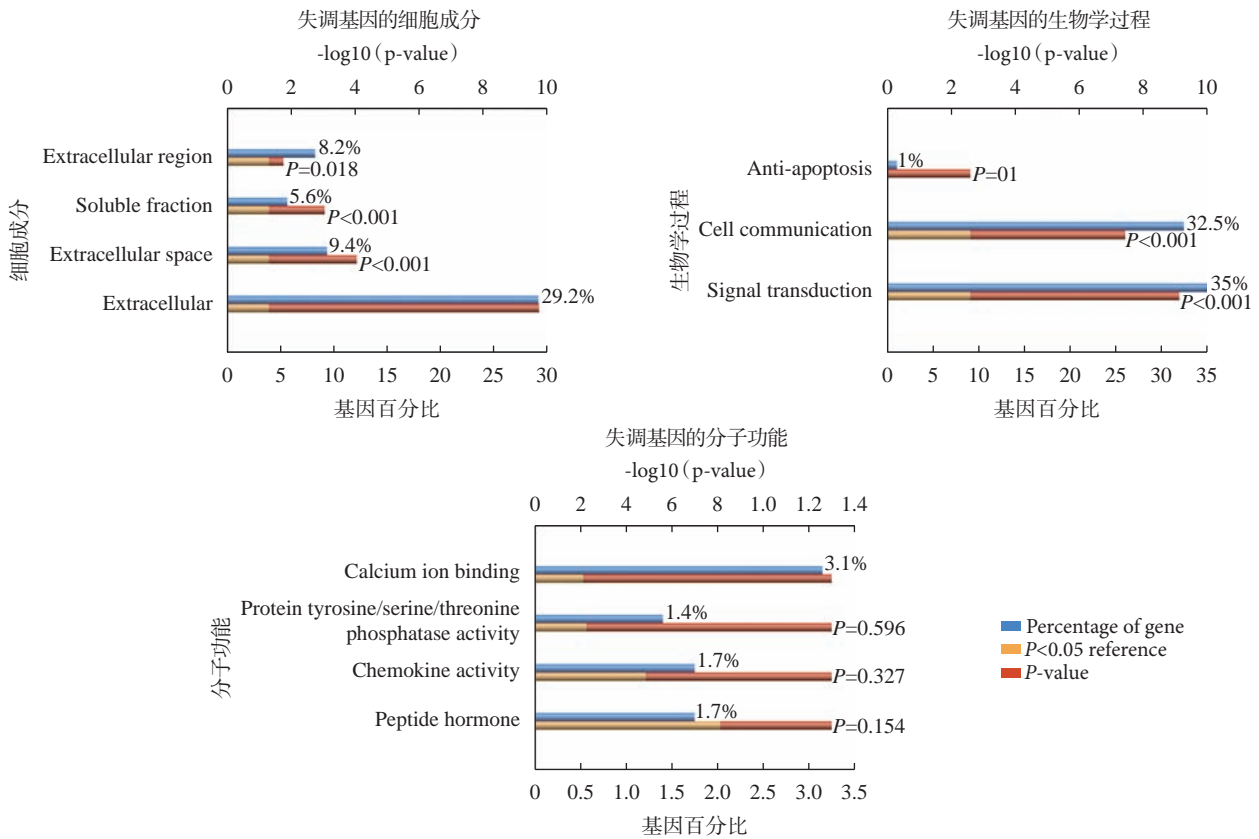 失调基因的细胞成分
-log10（p-value）
0 2 4 6 8 10
细胞成分
Extracellular region
8.2%
P=0.018
Soluble fraction
5.6%
P<0.001
Extracellular space
9.4%
P<0.001
Extracellular
29.2%
0 5 10 15 20 25 30
基因百分比
失调基因的生物学过程
-log10（p-value）
0 2 4 6 8 10
生物学过程
Anti-apoptosis
1%
P=01
Cell communication
32.5%
P<0.001
Signal transduction
35%
P<0.001
0 5 10 15 20 25 30 35
基因百分比
失调基因的分子功能
-log10（p-value）
0 2 4 6 8 1.0 1.2 1.4
分子功能
Calcium ion binding
3.1%
Protein tyrosine/serine/threonine
phosphatase activity
1.4%
P=0.596
Chemokine activity
1.7%
P=0.327
Peptide hormone
1.7%
P=0.154
0 0.5 1.0 1.5 2.0 2.5 3.0 3.5
基因百分比
Percentage of gene
P<0.05 reference
P-value